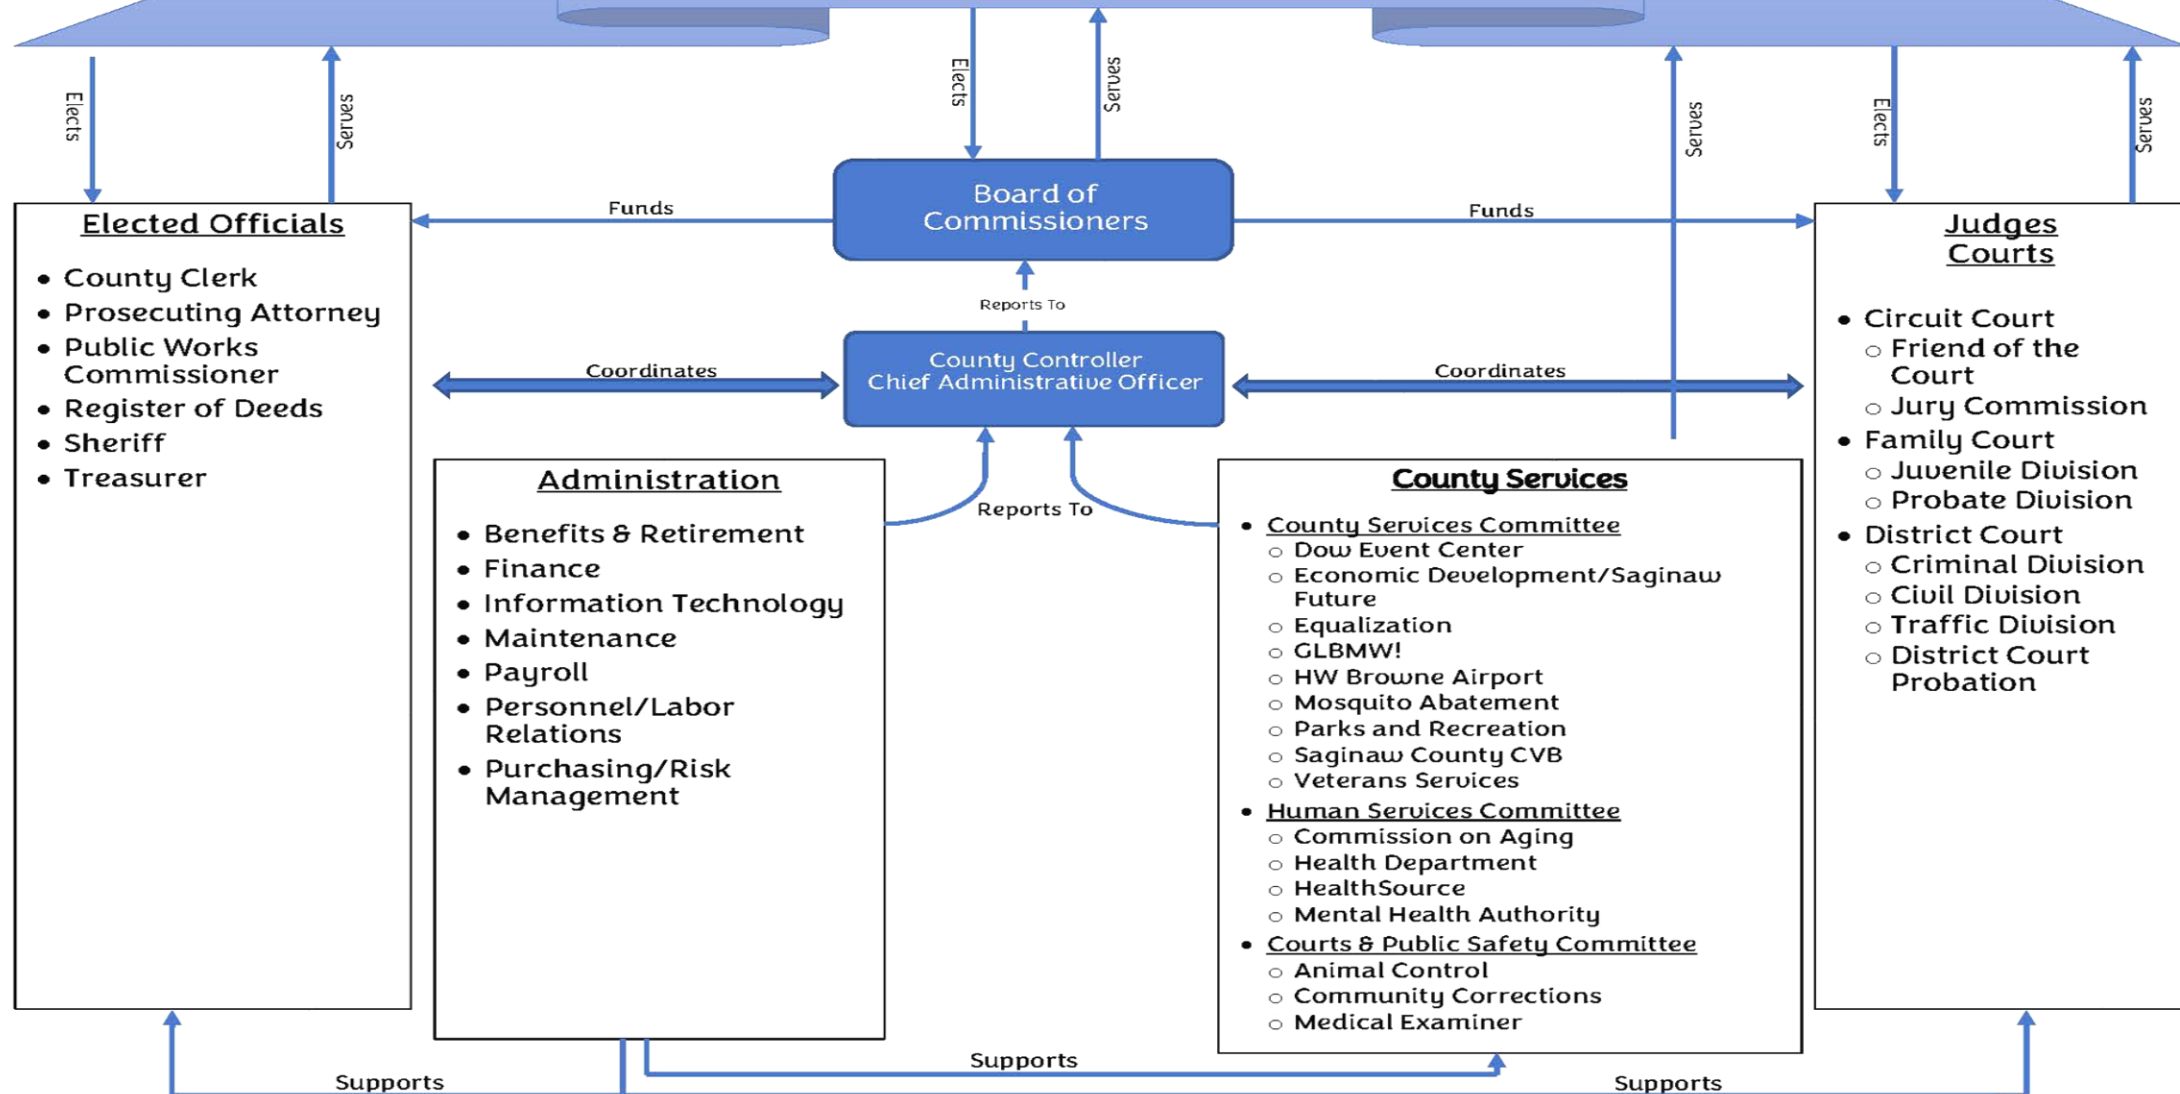 Elects
Serves
Elects
Serves
Serves
Elects
Serves
Board of
Commissioners
Funds
Funds
Reports To
County Controller
Chief Administrative Officer
Coordinates
Coordinates
Elected Officials
• County Clerk
• Prosecuting Attorney
• Public Works
Commissioner
• Register of Deeds
• Sheriff
• Treasurer
Administration
• Benefits & Retirement
• Finance
• Information Technology
• Maintenance
• Payroll
• Personnel/Labor
Relations
• Purchasing/Risk
Management
Reports To
County Services
• County Services Committee
○ Dow Event Center
○ Economic Development/Saginaw
Future
○ Equalization
○ GLBMW!
○ HW Browne Airport
○ Mosquito Abatement
○ Parks and Recreation
○ Saginaw County CVB
○ Veterans Services
• Human Services Committee
○ Commission on Aging
○ Health Department
○ HealthSource
○ Mental Health Authority
• Courts & Public Safety Committee
○ Animal Control
○ Community Corrections
○ Medical Examiner
Judges
Courts
• Circuit Court
○ Friend of the
Court
○ Jury Commission
• Family Court
○ Juvenile Division
○ Probate Division
• District Court
○ Criminal Division
○ Civil Division
○ Traffic Division
○ District Court
Probation
Supports
Supports
Supports